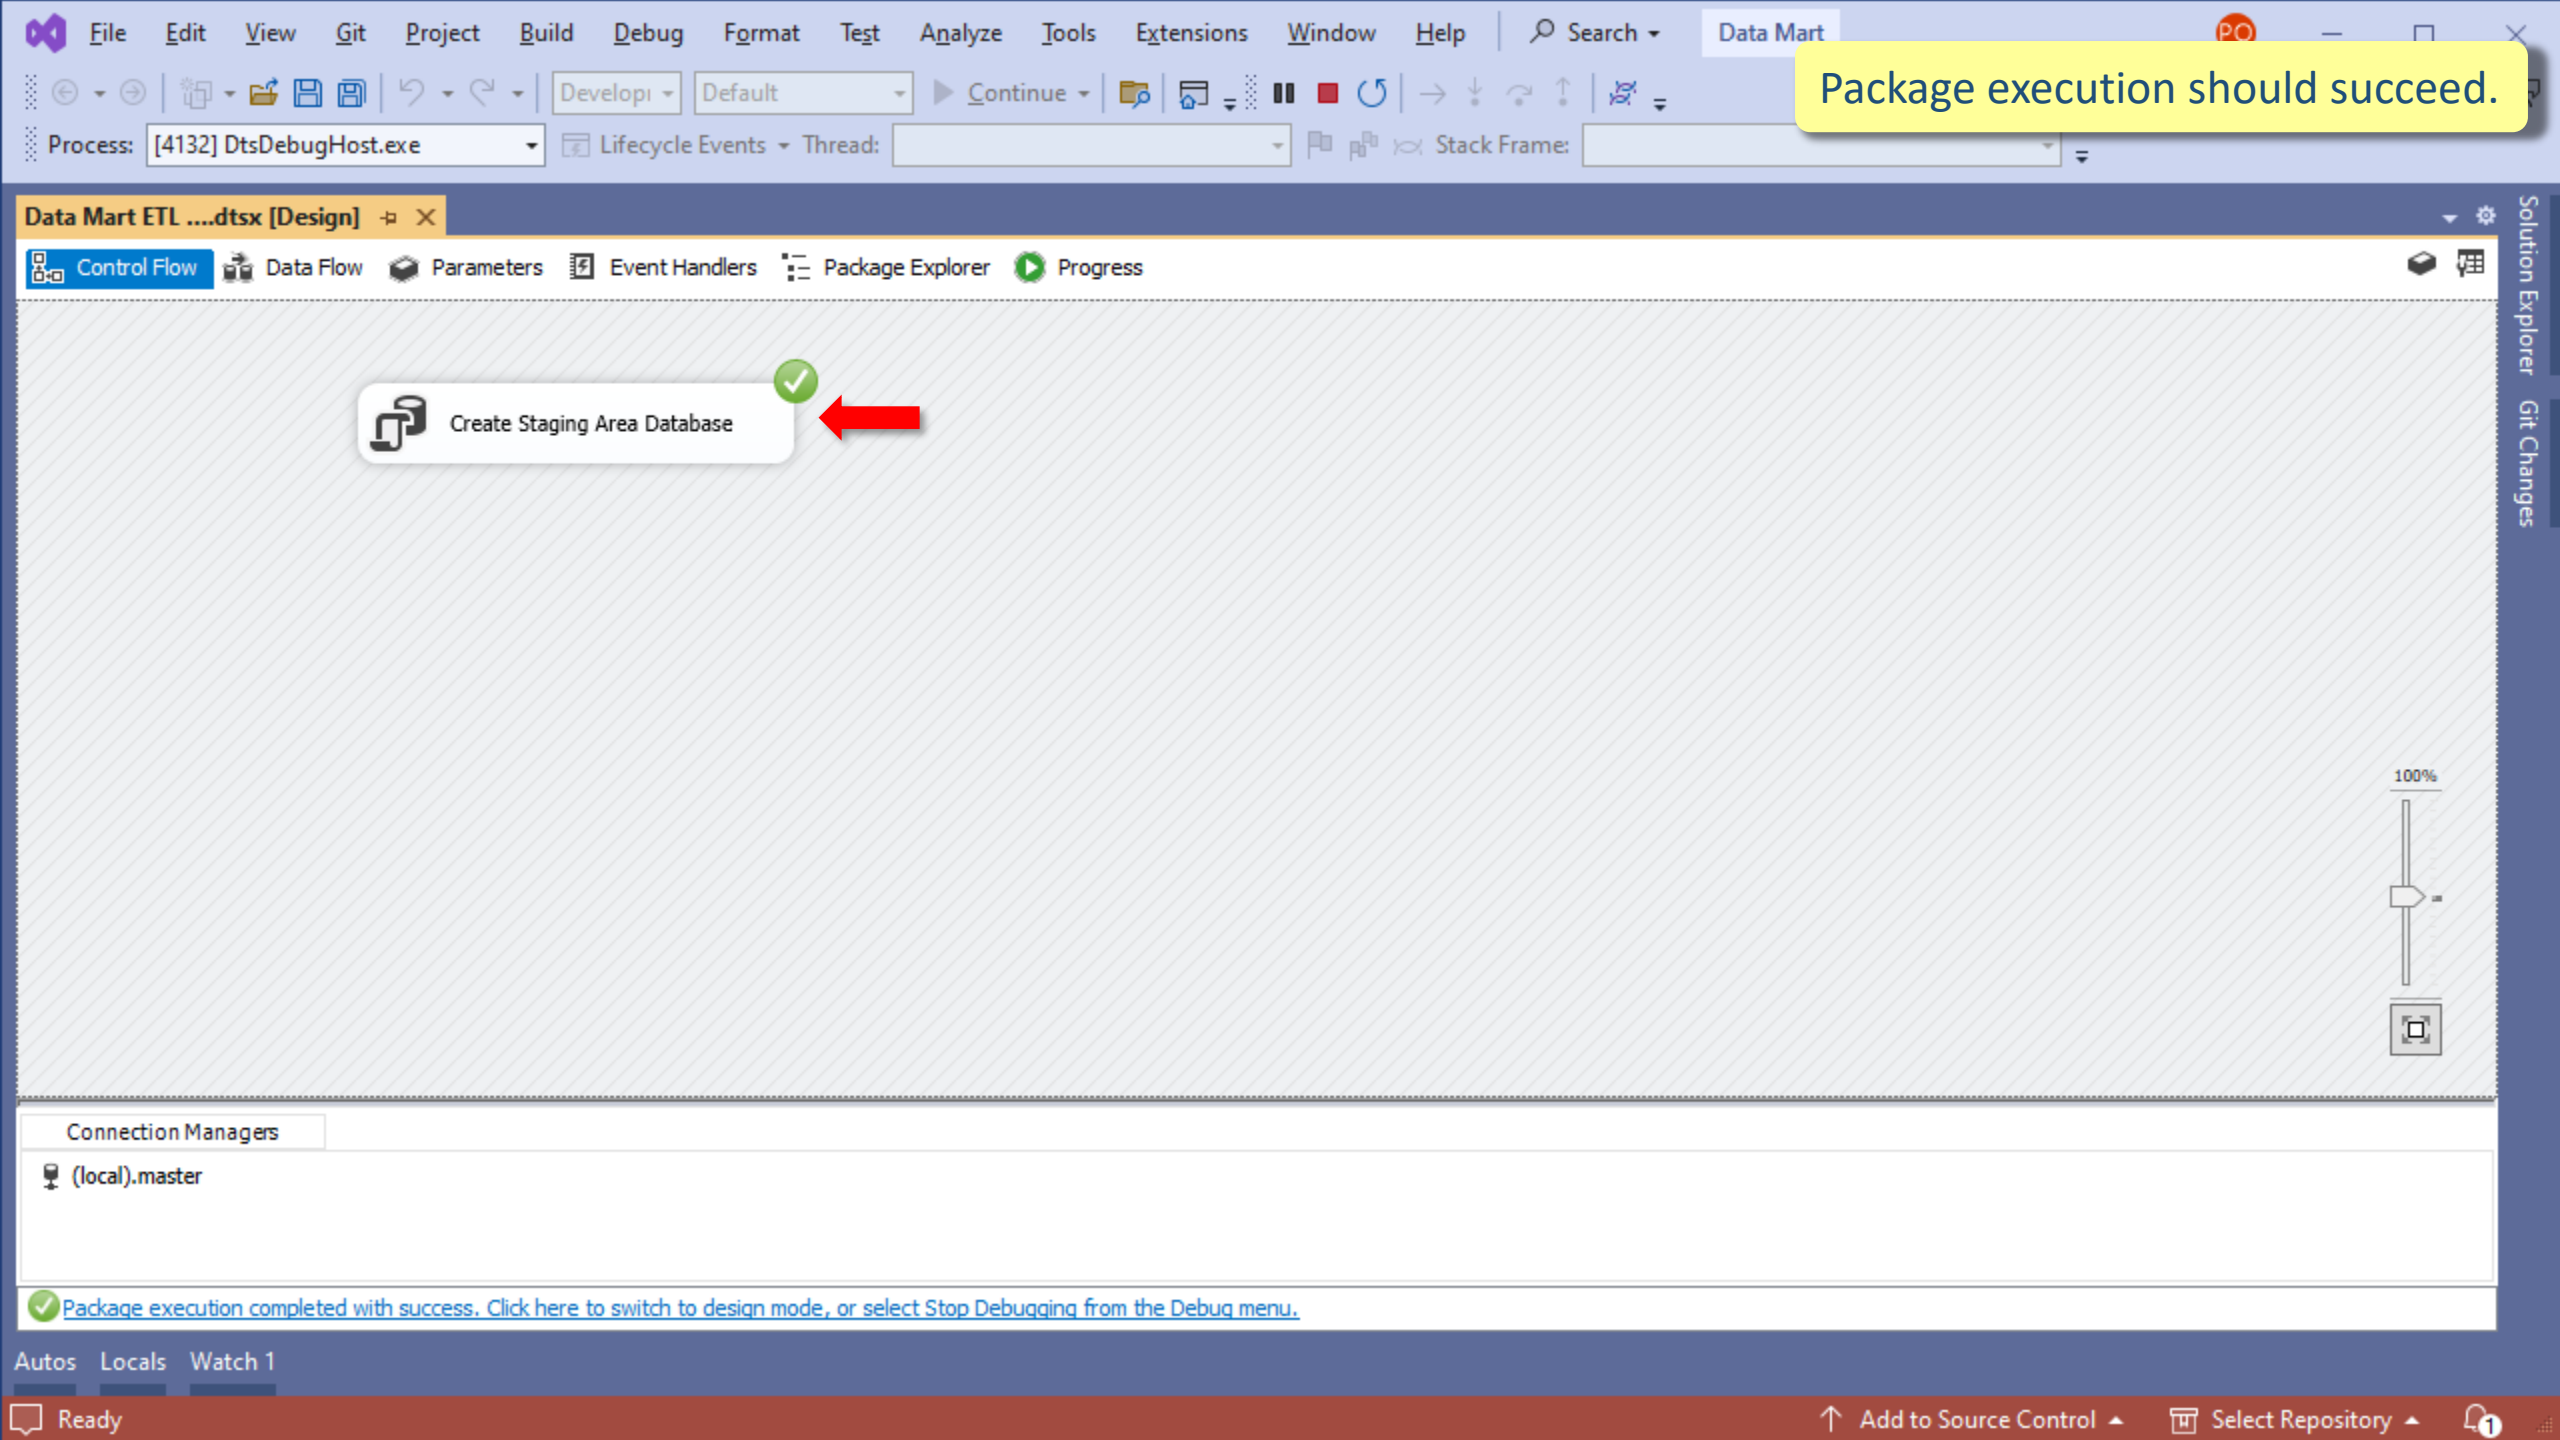 File Edit View Git Project Build Debug Format Test Analyze Tools Extensions Window Help Search Data Mart PO
Package execution should succeed.
Default Continue
Process: [4132] DtsDebugHost.exe Lifecycle Events Thread: Stack Frame:
Data Mart ETL ....dtsx [Design]
Control Flow Data Flow Parameters Event Handlers Package Explorer Progress
Solution Explorer
Git Changes
Create Staging Area Database
100%
Connection Managers
(local).master
Package execution completed with success. Click here to switch to design mode, or select Stop Debugging from the Debug menu.
Autos Locals Watch 1
Ready Add to Source Control Select Repository 1